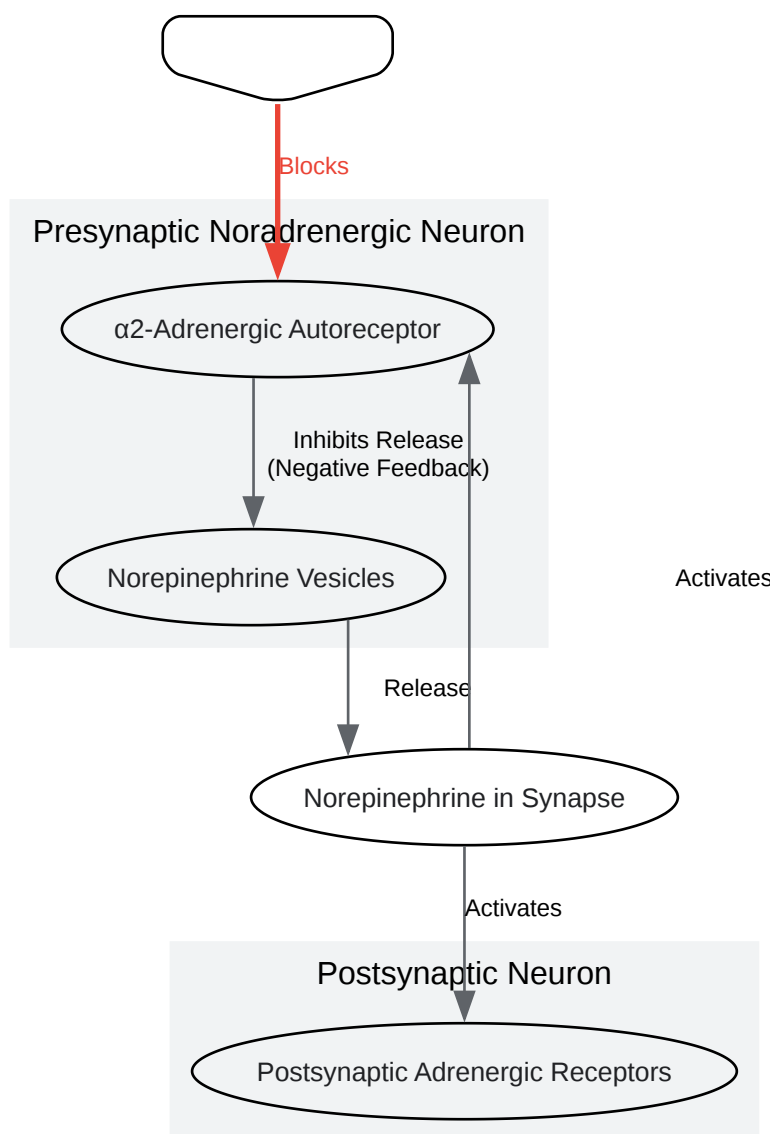 Blocks
Presynaptic Noradrenergic Neuron
α2-Adrenergic Autoreceptor
Inhibits Release
(Negative Feedback)
Norepinephrine Vesicles
Activates
Release
Norepinephrine in Synapse
Activates
Postsynaptic Neuron
Postsynaptic Adrenergic Receptors